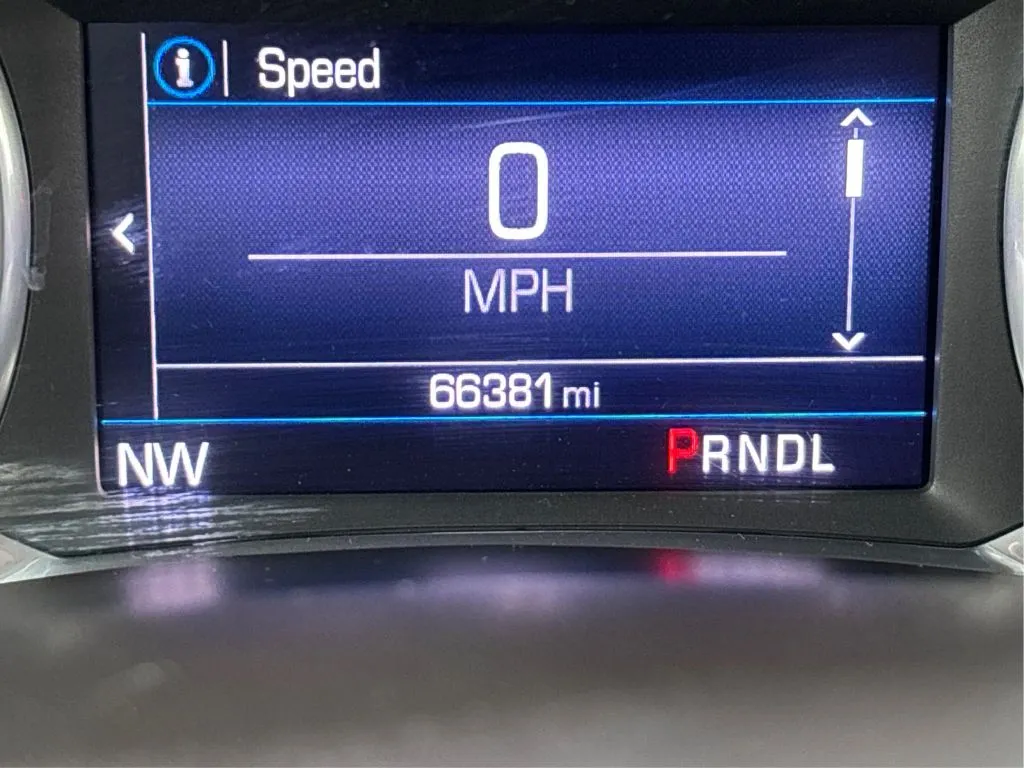 i Speed
0
MPH
66381 mi
NW PRNDL